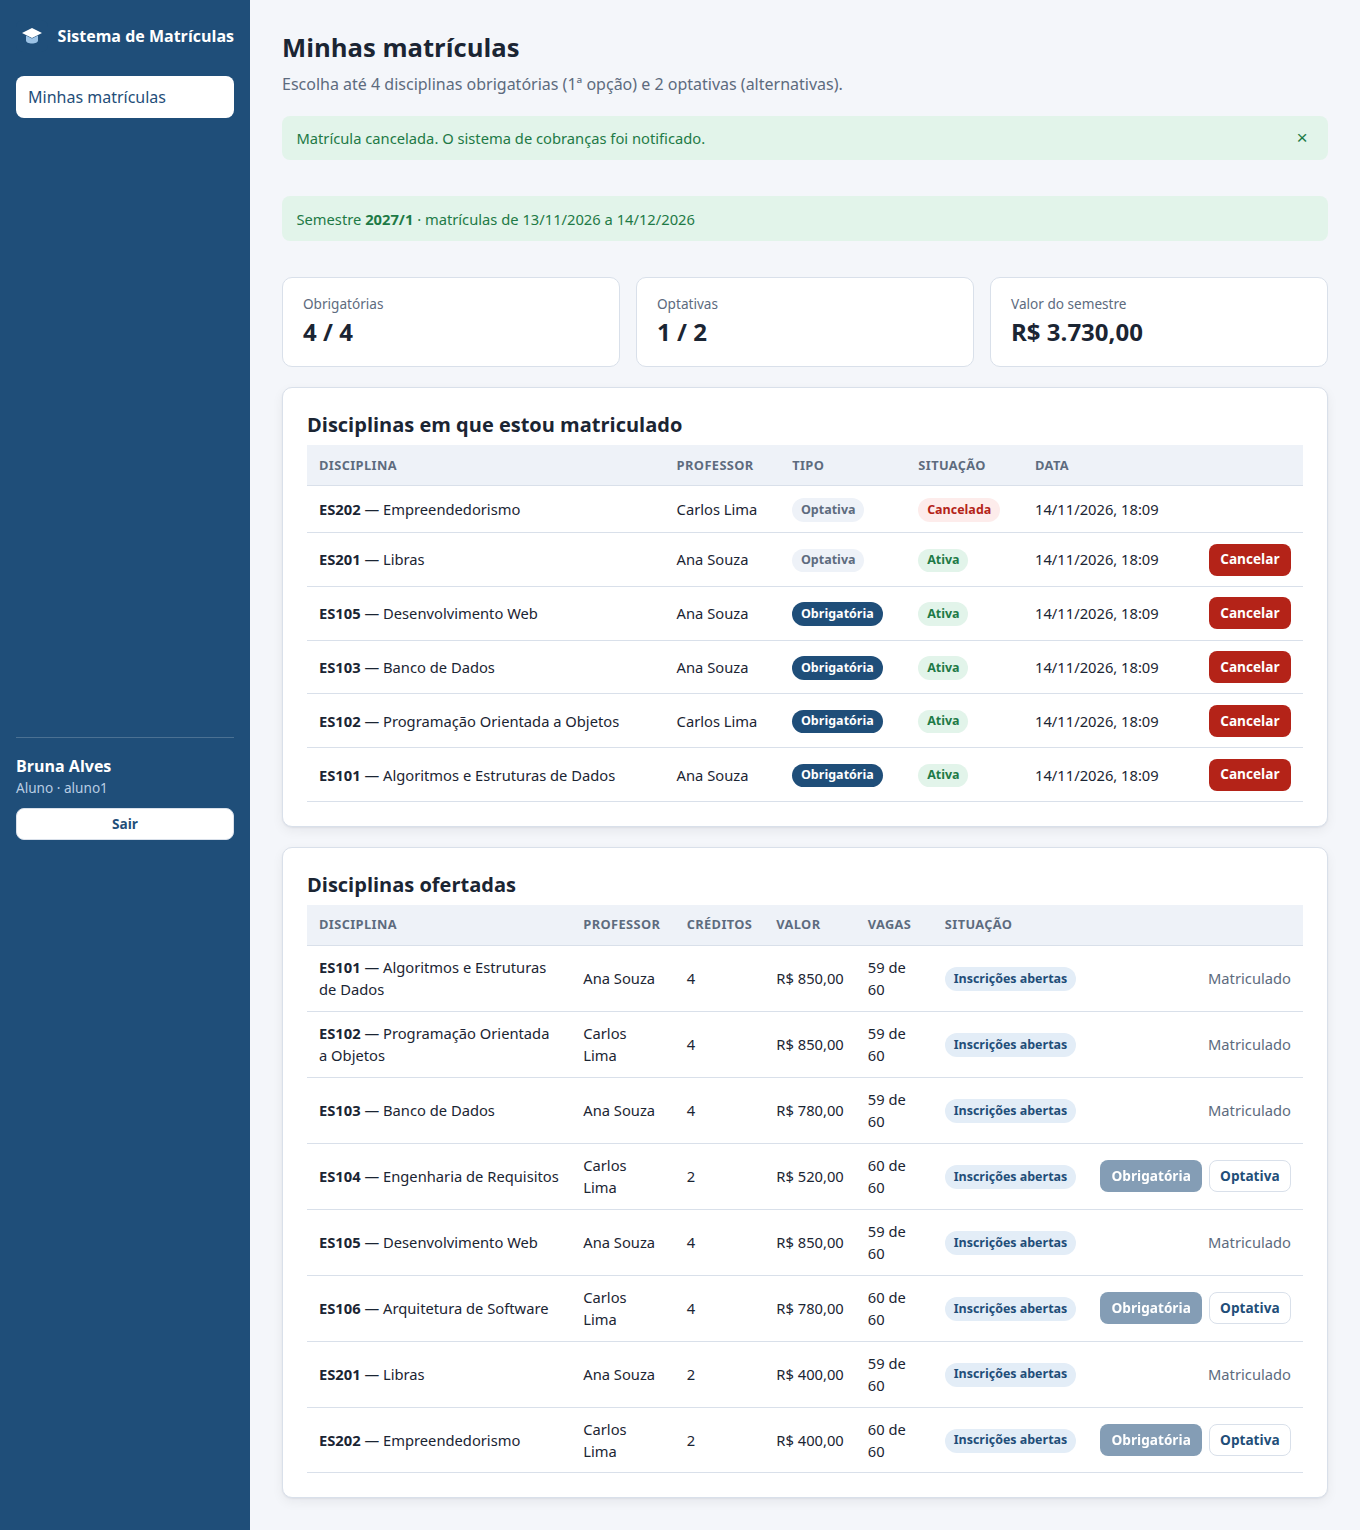 Sistema de Matrículas
Minhas matrículas
Bruna Alves
Aluno · aluno1
Sair
Minhas matrículas
Escolha até 4 disciplinas obrigatórias (1ª opção) e 2 optativas (alternativas).
Matrícula cancelada. O sistema de cobranças foi notificado. ×
Semestre 2027/1 · matrículas de 13/11/2026 a 14/12/2026
Obrigatórias
4 / 4
Optativas
1 / 2
Valor do semestre
R$ 3.730,00
Disciplinas em que estou matriculado
DISCIPLINA PROFESSOR TIPO SITUAÇÃO DATA
ES202 — Empreendedorismo Carlos Lima Optativa Cancelada 14/11/2026, 18:09
ES201 — Libras Ana Souza Optativa Ativa 14/11/2026, 18:09 Cancelar
ES105 — Desenvolvimento Web Ana Souza Obrigatória Ativa 14/11/2026, 18:09 Cancelar
ES103 — Banco de Dados Ana Souza Obrigatória Ativa 14/11/2026, 18:09 Cancelar
ES102 — Programação Orientada a Objetos Carlos Lima Obrigatória Ativa 14/11/2026, 18:09 Cancelar
ES101 — Algoritmos e Estruturas de Dados Ana Souza Obrigatória Ativa 14/11/2026, 18:09 Cancelar
Disciplinas ofertadas
DISCIPLINA PROFESSOR CRÉDITOS VALOR VAGAS SITUAÇÃO
ES101 — Algoritmos e Estruturas de Dados Ana Souza 4 R$ 850,00 59 de 60 Inscrições abertas Matriculado
ES102 — Programação Orientada a Objetos Carlos Lima 4 R$ 850,00 59 de 60 Inscrições abertas Matriculado
ES103 — Banco de Dados Ana Souza 4 R$ 780,00 59 de 60 Inscrições abertas Matriculado
ES104 — Engenharia de Requisitos Carlos Lima 2 R$ 520,00 60 de 60 Inscrições abertas Obrigatória Optativa
ES105 — Desenvolvimento Web Ana Souza 4 R$ 850,00 59 de 60 Inscrições abertas Matriculado
ES106 — Arquitetura de Software Carlos Lima 4 R$ 780,00 60 de 60 Inscrições abertas Obrigatória Optativa
ES201 — Libras Ana Souza 2 R$ 400,00 59 de 60 Inscrições abertas Matriculado
ES202 — Empreendedorismo Carlos Lima 2 R$ 400,00 60 de 60 Inscrições abertas Obrigatória Optativa